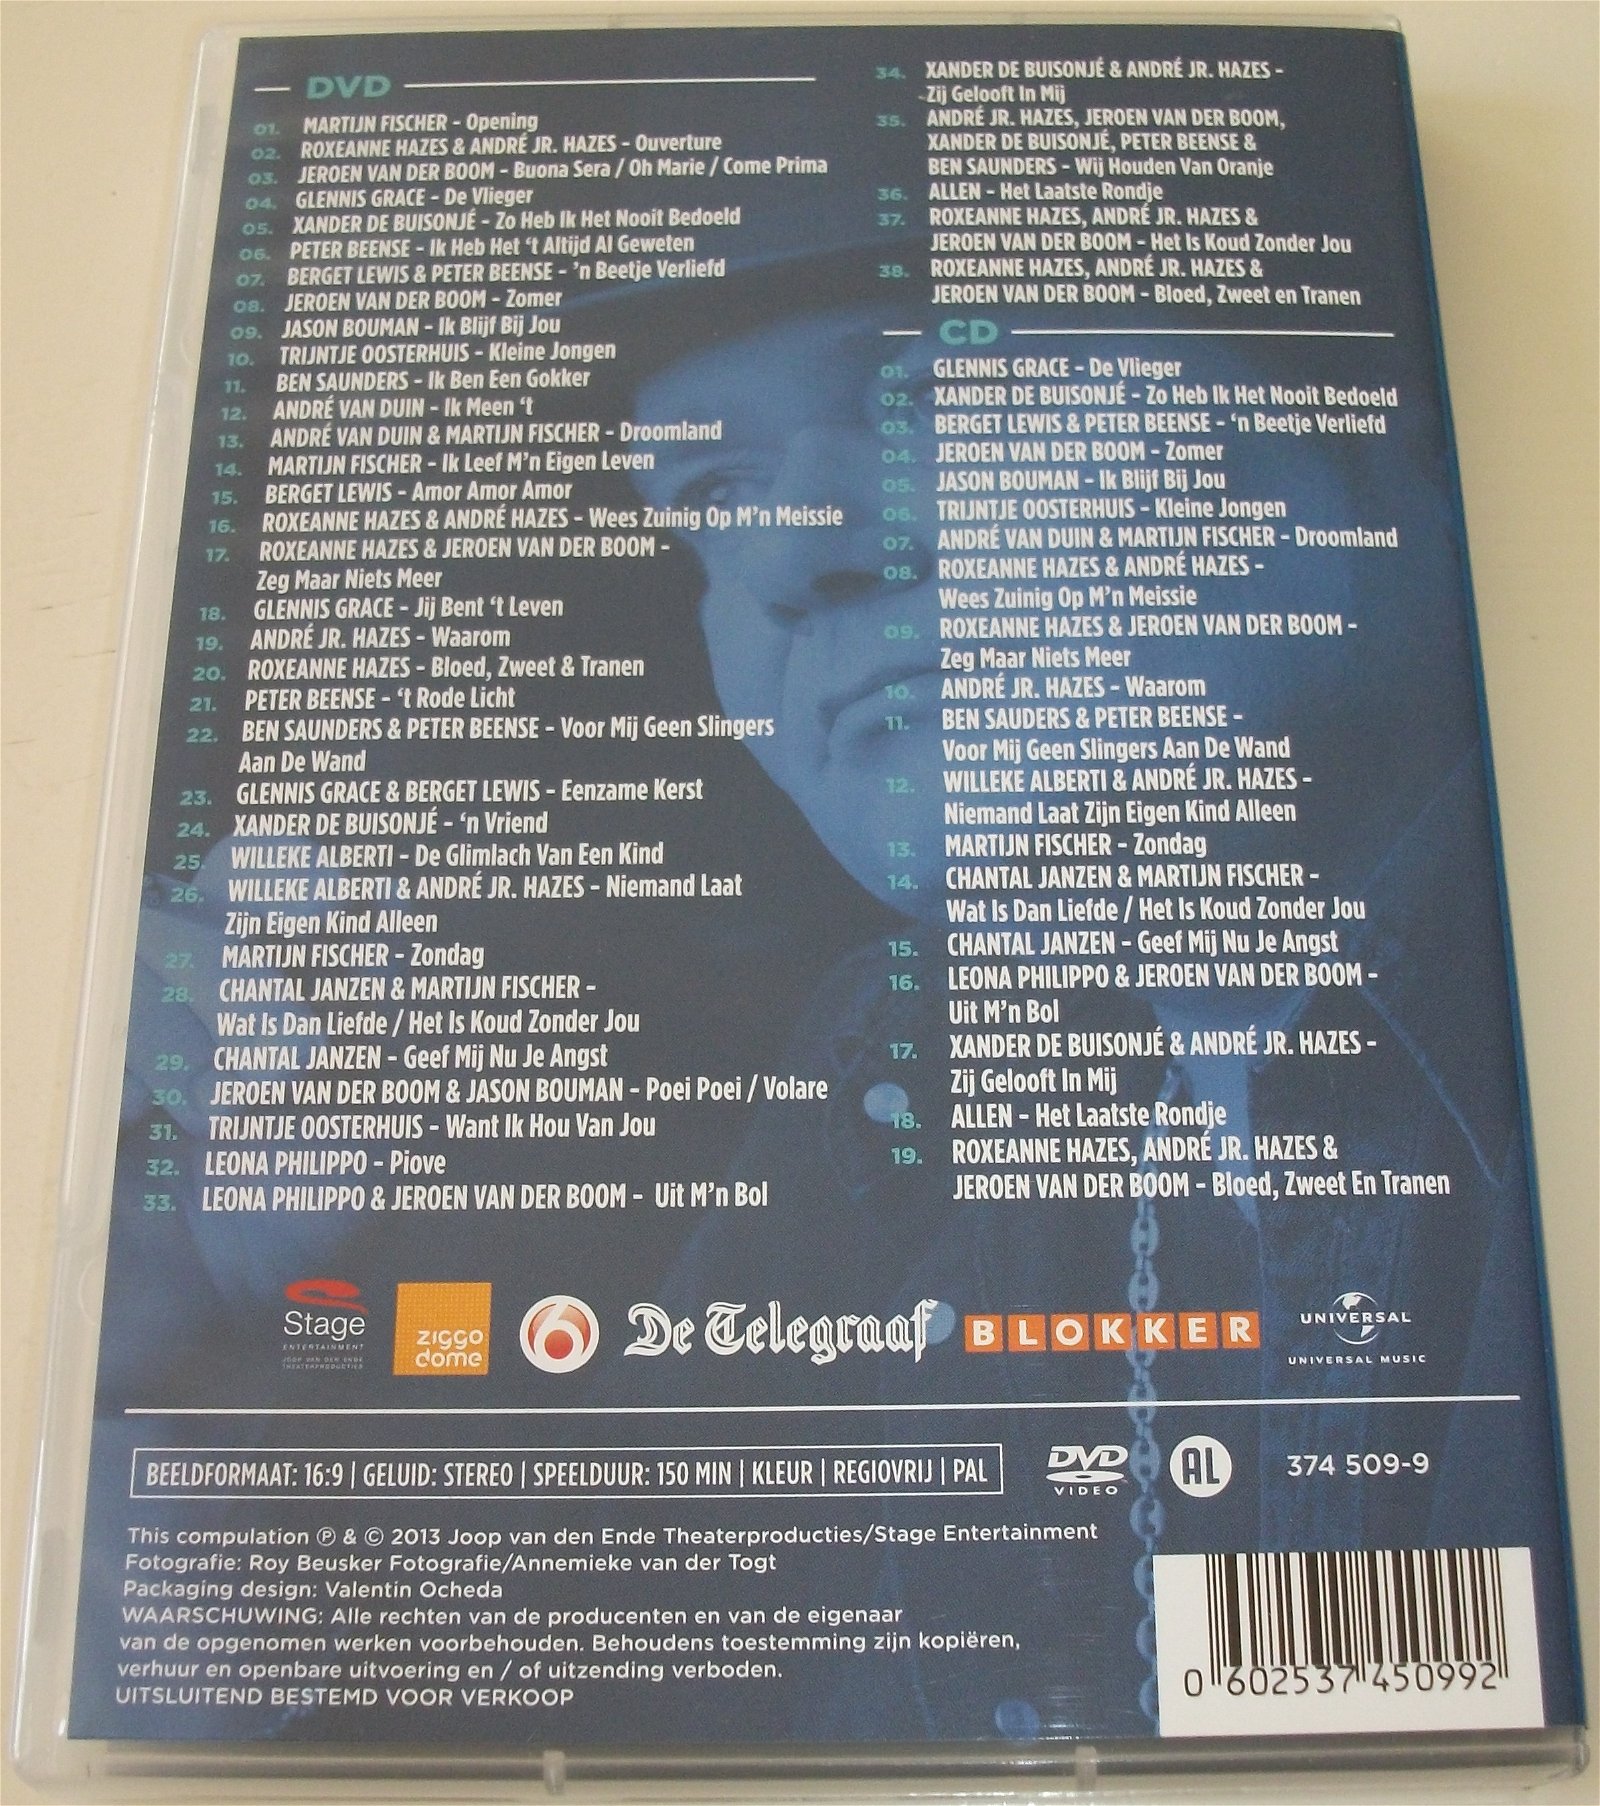 DVD
01. MARTIJN FISCHER - Opening
02. ROXEANNE HAZES & ANDRÉ JR. HAZES - Ouverture
03. JEROEN VAN DER BOOM - Buona Sera / Oh Marie / Come Prima
04. GLENNIS GRACE - De Vlieger
05. XANDER DE BUISONJÉ - Zo Heb Ik Het Nooit Bedoeld
06. PETER BEENSE - Ik Heb Het ‘t Altijd Al Geweten
07. BERGET LEWIS & PETER BEENSE - ’n Beetje Verliefd
08. JEROEN VAN DER BOOM - Zomer
09. JASON BOUMAN - Ik Blijf Bij Jou
10. TRIJNTJE OOSTERHUIS - Kleine Jongen
11. BEN SAUNDERS - Ik Ben Een Gokker
12. ANDRÉ VAN DUIN - Ik Meen ‘t
13. ANDRÉ VAN DUIN & MARTIJN FISCHER - Droomland
14. MARTIJN FISCHER - Ik Leef M’n Eigen Leven
15. BERGET LEWIS - Amor Amor Amor
16. ROXEANNE HAZES & ANDRÉ HAZES - Wees Zuinig Op M’n Meissie
17. ROXEANNE HAZES & JEROEN VAN DER BOOM -
Zeg Maar Niets Meer
18. GLENNIS GRACE - Jij Bent ‘t Leven
19. ANDRÉ JR. HAZES - Waarom
20. ROXEANNE HAZES - Bloed, Zweet & Tranen
21. PETER BEENSE - ‘t Rode Licht
22. BEN SAUNDERS & PETER BEENSE - Voor Mij Geen Slingers
Aan De Wand
23. GLENNIS GRACE & BERGET LEWIS - Eenzame Kerst
24. XANDER DE BUISONJÉ - ‘n Vriend
25. WILLEKE ALBERTI - De Glimlach Van Een Kind
26. WILLEKE ALBERTI & ANDRÉ JR. HAZES - Niemand Laat
Zijn Eigen Kind Alleen
27. MARTIJN FISCHER - Zondag
28. CHANTAL JANZEN & MARTIJN FISCHER -
Wat Is Dan Liefde / Het Is Koud Zonder Jou
29. CHANTAL JANZEN - Geef Mij Nu Je Angst
30. JEROEN VAN DER BOOM & JASON BOUMAN - Poei Poei / Volare
31. TRIJNTJE OOSTERHUIS - Want Ik Hou Van Jou
32. LEONA PHILIPPO - Piove
33. LEONA PHILIPPO & JEROEN VAN DER BOOM - Uit M’n Bol
34. XANDER DE BUISONJÉ & ANDRÉ JR. HAZES -
Zij Gelooft In Mij
35. ANDRÉ JR. HAZES, JEROEN VAN DER BOOM,
XANDER DE BUISONJÉ, PETER BEENSE &
BEN SAUNDERS - Wij Houden Van Oranje
36. ALLEN - Het Laatste Rondje
37. ROXEANNE HAZES, ANDRÉ JR. HAZES &
JEROEN VAN DER BOOM - Het Is Koud Zonder Jou
38. ROXEANNE HAZES, ANDRÉ JR. HAZES &
JEROEN VAN DER BOOM - Bloed, Zweet en Tranen
CD
01. GLENNIS GRACE - De Vlieger
02. XANDER DE BUISONJÉ - Zo Heb Ik Het Nooit Bedoeld
03. BERGET LEWIS & PETER BEENSE - ‘n Beetje Verliefd
04. JEROEN VAN DER BOOM - Zomer
05. JASON BOUMAN - Ik Blijf Bij Jou
06. TRIJNTJE OOSTERHUIS - Kleine Jongen
07. ANDRÉ VAN DUIN & MARTIJN FISCHER - Droomland
08. ROXEANNE HAZES & ANDRÉ HAZES -
Wees Zuinig Op M’n Meissie
09. ROXEANNE HAZES & JEROEN VAN DER BOOM -
Zeg Maar Niets Meer
10. ANDRÉ JR. HAZES - Waarom
11. BEN SAUDERS & PETER BEENSE -
Voor Mij Geen Slingers Aan De Wand
12. WILLEKE ALBERTI & ANDRÉ JR. HAZES -
Niemand Laat Zijn Eigen Kind Alleen
13. MARTIJN FISCHER - Zondag
14. CHANTAL JANZEN & MARTIJN FISCHER -
Wat Is Dan Liefde / Het Is Koud Zonder Jou
15. CHANTAL JANZEN - Geef Mij Nu Je Angst
16. LEONA PHILIPPO & JEROEN VAN DER BOOM -
Uit M’n Bol
17. XANDER DE BUISONJÉ & ANDRÉ JR. HAZES -
Zij Gelooft In Mij
18. ALLEN - Het Laatste Rondje
19. ROXEANNE HAZES, ANDRÉ JR. HAZES &
JEROEN VAN DER BOOM - Bloed, Zweet En Tranen
Stage
ENTERTAINMENT
JOOP VAN DEN ENDE
THEATERPRODUCTIES
ziggo
dome
6
De Telegraaf
BLOKKER
UNIVERSAL
UNIVERSAL MUSIC
BEELDFORMAAT: 16:9 | GELUID: STEREO | SPEELDUUR: 150 MIN | KLEUR | REGIOVRIJ | PAL
DVD
VIDEO
AL
374 509-9
This compulation ℗ & © 2013 Joop van den Ende Theaterproducties/Stage Entertainment
Fotografie: Roy Beusker Fotografie/Annemieke van der Togt
Packaging design: Valentin Ocheda
WAARSCHUWING: Alle rechten van de producenten en van de eigenaar
van de opgenomen werken voorbehouden. Behoudens toestemming zijn kopiëren,
verhuur en openbare uitvoering en / of uitzending verboden.
UITSLUITEND BESTEMD VOOR VERKOOP
0 602537 450992